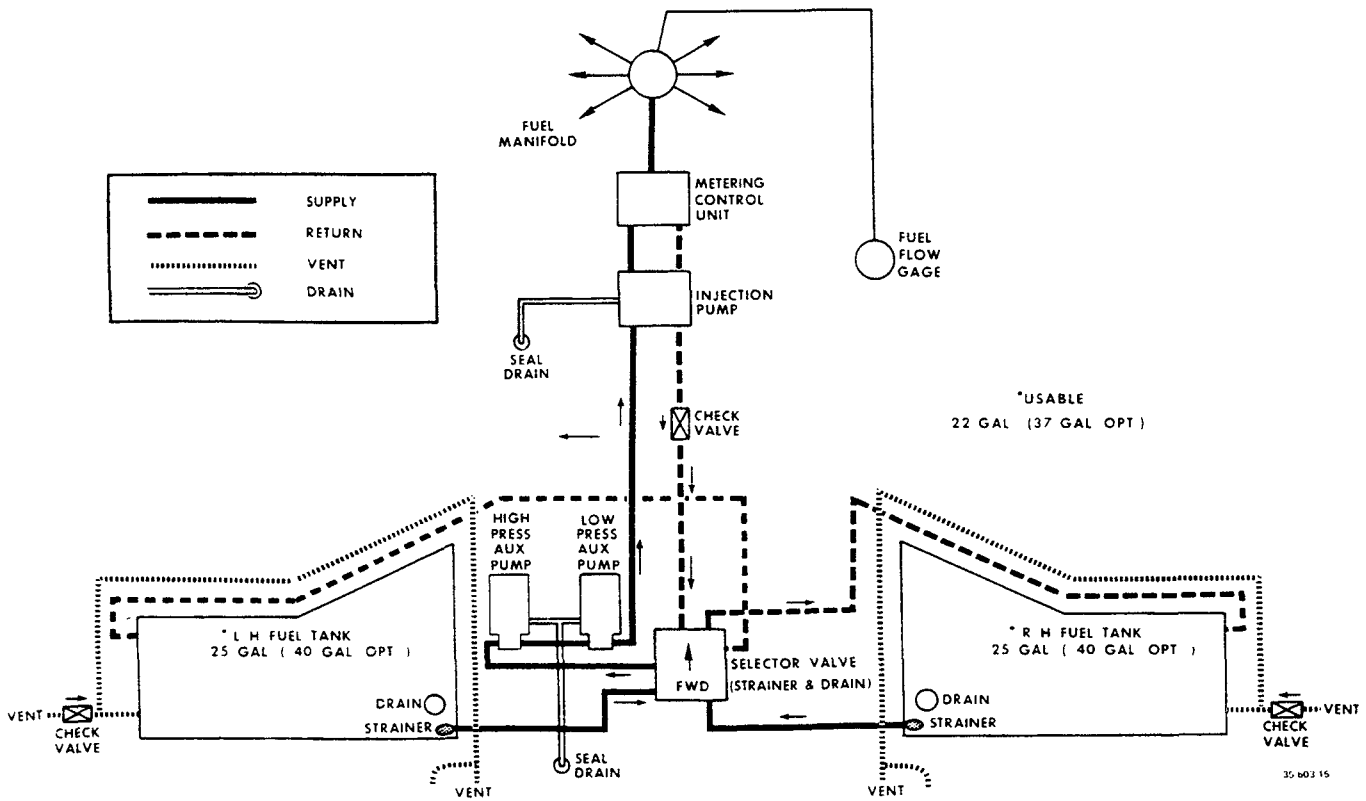 FUEL
MANIFOLD
METERING
CONTROL
UNIT
SUPPLY
RETURN
VENT
DRAIN
FUEL
FLOW
GAGE
INJECTION
PUMP
SEAL
DRAIN
CHECK
VALVE
*USABLE
22 GAL (37 GAL OPT)
HIGH
PRESS
AUX
PUMP
LOW
PRESS
AUX
PUMP
*L H FUEL TANK
25 GAL ( 40 GAL OPT )
*R H FUEL TANK
25 GAL ( 40 GAL OPT )
SELECTOR VALVE
(STRAINER & DRAIN)
FWD
DRAIN
STRAINER
DRAIN
STRAINER
VENT
CHECK
VALVE
VENT
CHECK
VALVE
SEAL
DRAIN
VENT
VENT
35 603 15